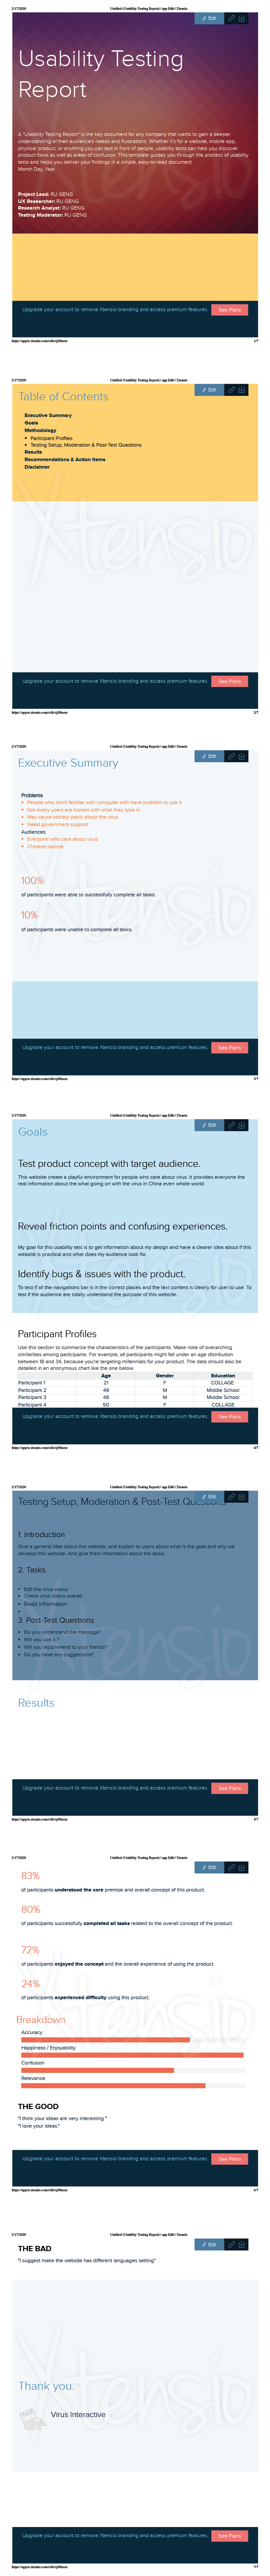 2/17/2020 Untitled (Usability Testing Report) | app Edit | Xtensio
Edit
Usability Testing
Report
A "Usability Testing Report" is the key document for any company that wants to gain a deeper
understanding of their audience's needs and frustrations. Whether it's for a website, mobile app,
physical product, or anything you can test in front of people, usability tests can help you discover
product flaws as well as areas of confusion. This template guides you through the process of usability
tests and helps you deliver your findings in a simple, easy-to-read document.
Month Day, Year.
Project Lead: RU GENG
UX Researcher: RU GENG
Research Analyst: RU GENG
Testing Moderator: RU GENG
Upgrade your account to remove Xtensio branding and access premium features. See Plans
1/7
2/17/2020 Untitled (Usability Testing Report) | app Edit | Xtensio
Edit
Table of Contents
Executive Summary
Goals
Methodology
Participant Profiles
Testing Setup, Moderation & Post-Test Questions
Results
Recommendations & Action Items
Disclaimer
Xtensio
Upgrade your account to remove Xtensio branding and access premium features. See Plans
2/7
2/17/2020 Untitled (Usability Testing Report) | app Edit | Xtensio
Edit
Executive Summary
Problems
People who don't familiar with computer with have problem to use it
Not every users are honest with what they type in
May cause society panic about the virus
Need government support
Audiences
Everyone who care about virus
Chinese people
100%
of participants were able to successfully complete all tasks.
10%
of participants were unable to complete all tasks.
Upgrade your account to remove Xtensio branding and access premium features. See Plans
3/7
2/17/2020 Untitled (Usability Testing Report) | app Edit | Xtensio
Edit
Goals
Test product concept with target audience.
This website create a playful environment for people who care about virus. It provides everyone the
real information about the what going on with the virus in China even whole world.
Reveal friction points and confusing experiences.
My goal for this usability test is to get information about my design and have a clearer idea about if this
website is practical and what does my audience look for.
Identify bugs & issues with the product.
To test if all the interactions bar is in the correct places and the text content is clearly for user to use. To
test if the audience are totally understand the purpose of this website.
Participant Profiles
Use this section to summarize the characteristics of the participants. Make note of overarching
similarities among participants. For example, all participants might fall under an age distribution
between 18 and 34, because you're targeting millennials for your product. The data should also be
detailed in an anonymous chart like the one below.
Age Gender Education
Participant 1 21 F COLLAGE
Participant 2 49 M Middle School
Participant 3 48 M Middle School
Participant 4 50 F COLLAGE
Upgrade your account to remove Xtensio branding and access premium features. See Plans
4/7
2/17/2020 Untitled (Usability Testing Report) | app Edit | Xtensio
Edit
Testing Setup, Moderation & Post-Test Questions
1. Introduction
Give a general idea about this website, and explain to users about what is the goal and why we
develop this website. And give them information about the tasks.
2. Tasks
Edit the virus status
Check virus status overall
Read information
3. Post-Test Questions
Do you understand the message?
Will you use it ?
Will you recommend to your friends?
Do you have any suggestions?
Results
Upgrade your account to remove Xtensio branding and access premium features. See Plans
5/7
2/17/2020 Untitled (Usability Testing Report) | app Edit | Xtensio
Edit
83%
of participants understood the core premise and overall concept of this product.
80%
of participants successfully completed all tasks related to the overall concept of the product.
72%
of participants enjoyed the concept and the overall experience of using the product.
24%
of participants experienced difficulty using this product.
Breakdown
Accuracy
Happiness / Enjoyability
Confusion
Relevance
THE GOOD
"I think your ideas are very interesting "
"I love your ideas."
Upgrade your account to remove Xtensio branding and access premium features. See Plans
6/7
2/17/2020 Untitled (Usability Testing Report) | app Edit | Xtensio
Edit
THE BAD
"I suggest make the website has different languages setting"
Thank you.
Virus Interactive
Upgrade your account to remove Xtensio branding and access premium features. See Plans
7/7